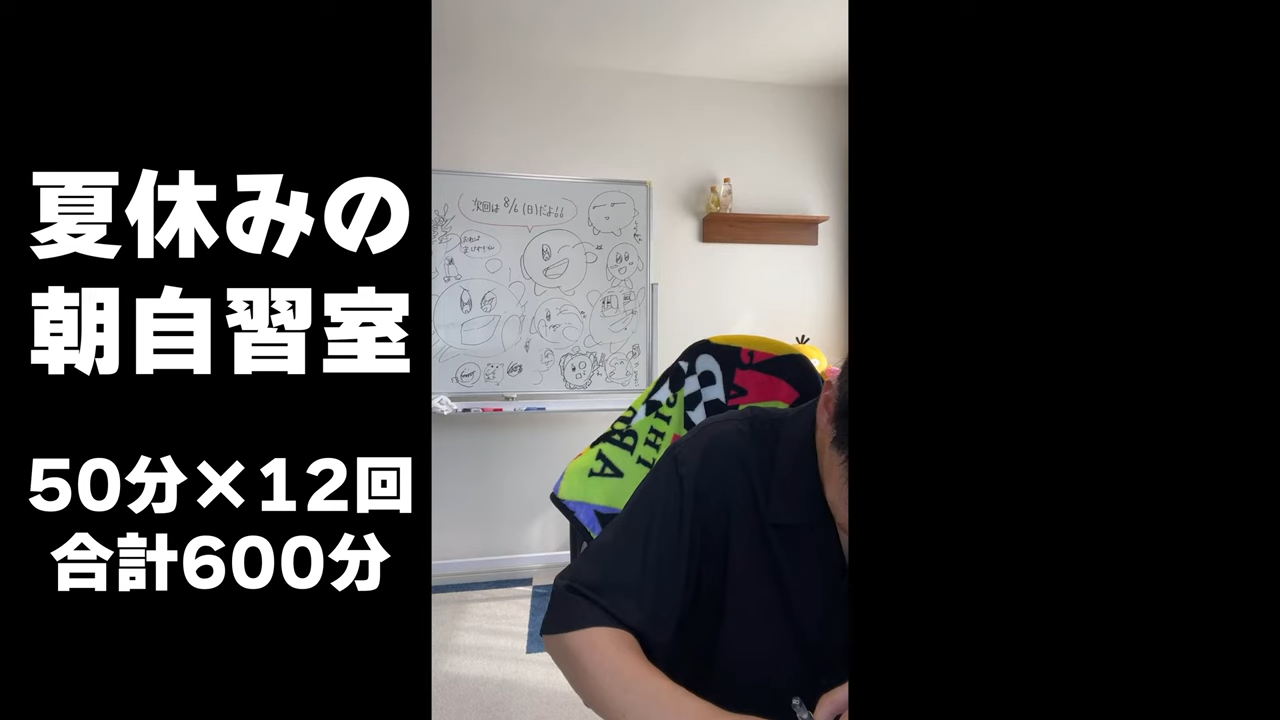 夏休みの
朝自習室
50分×12回
合計600分
次回は 8/6 (日)だよ!!